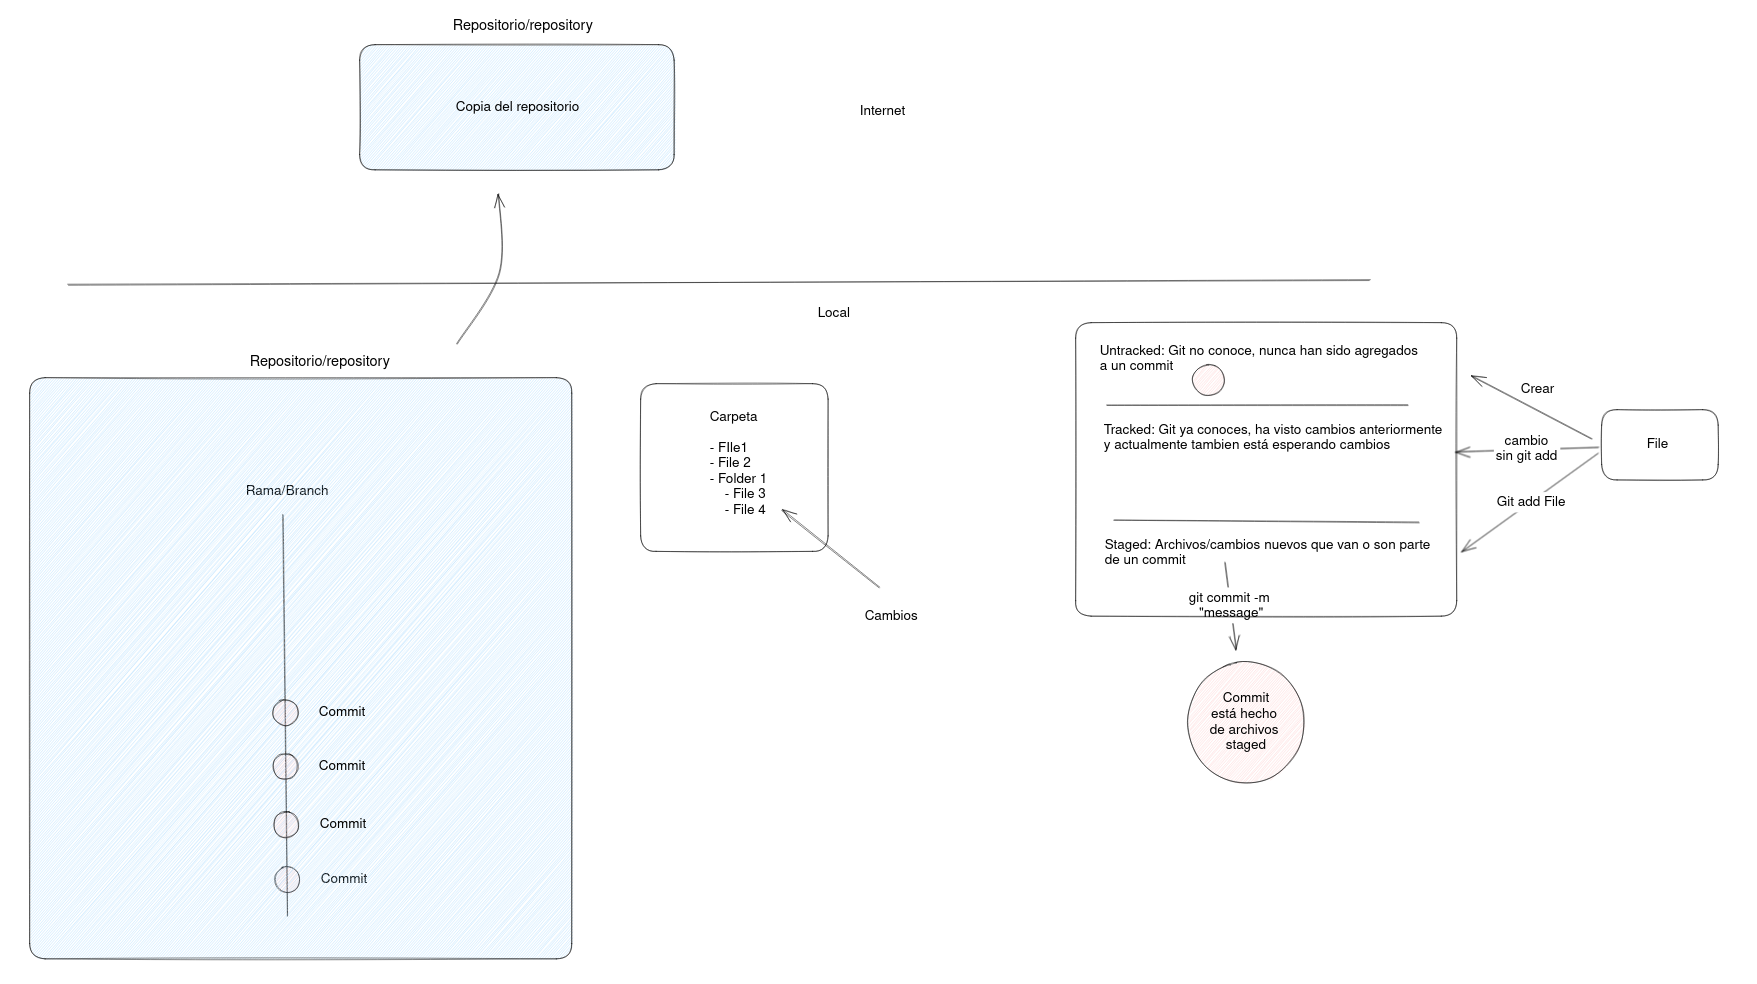 Repositorio/repository
Copia del repositorio
Internet
Local
Repositorio/repository
Rama/Branch
Commit
Commit
Commit
Commit
Carpeta
- FIle1
- File 2
- Folder 1
- File 3
- File 4
Cambios
Untracked: Git no conoce, nunca han sido agregados
a un commit
Tracked: Git ya conoces, ha visto cambios anteriormente
y actualmente tambien está esperando cambios
Staged: Archivos/cambios nuevos que van o son parte
de un commit
git commit -m
"message"
Commit
está hecho
de archivos
staged
Crear
cambio
sin git add
Git add File
File